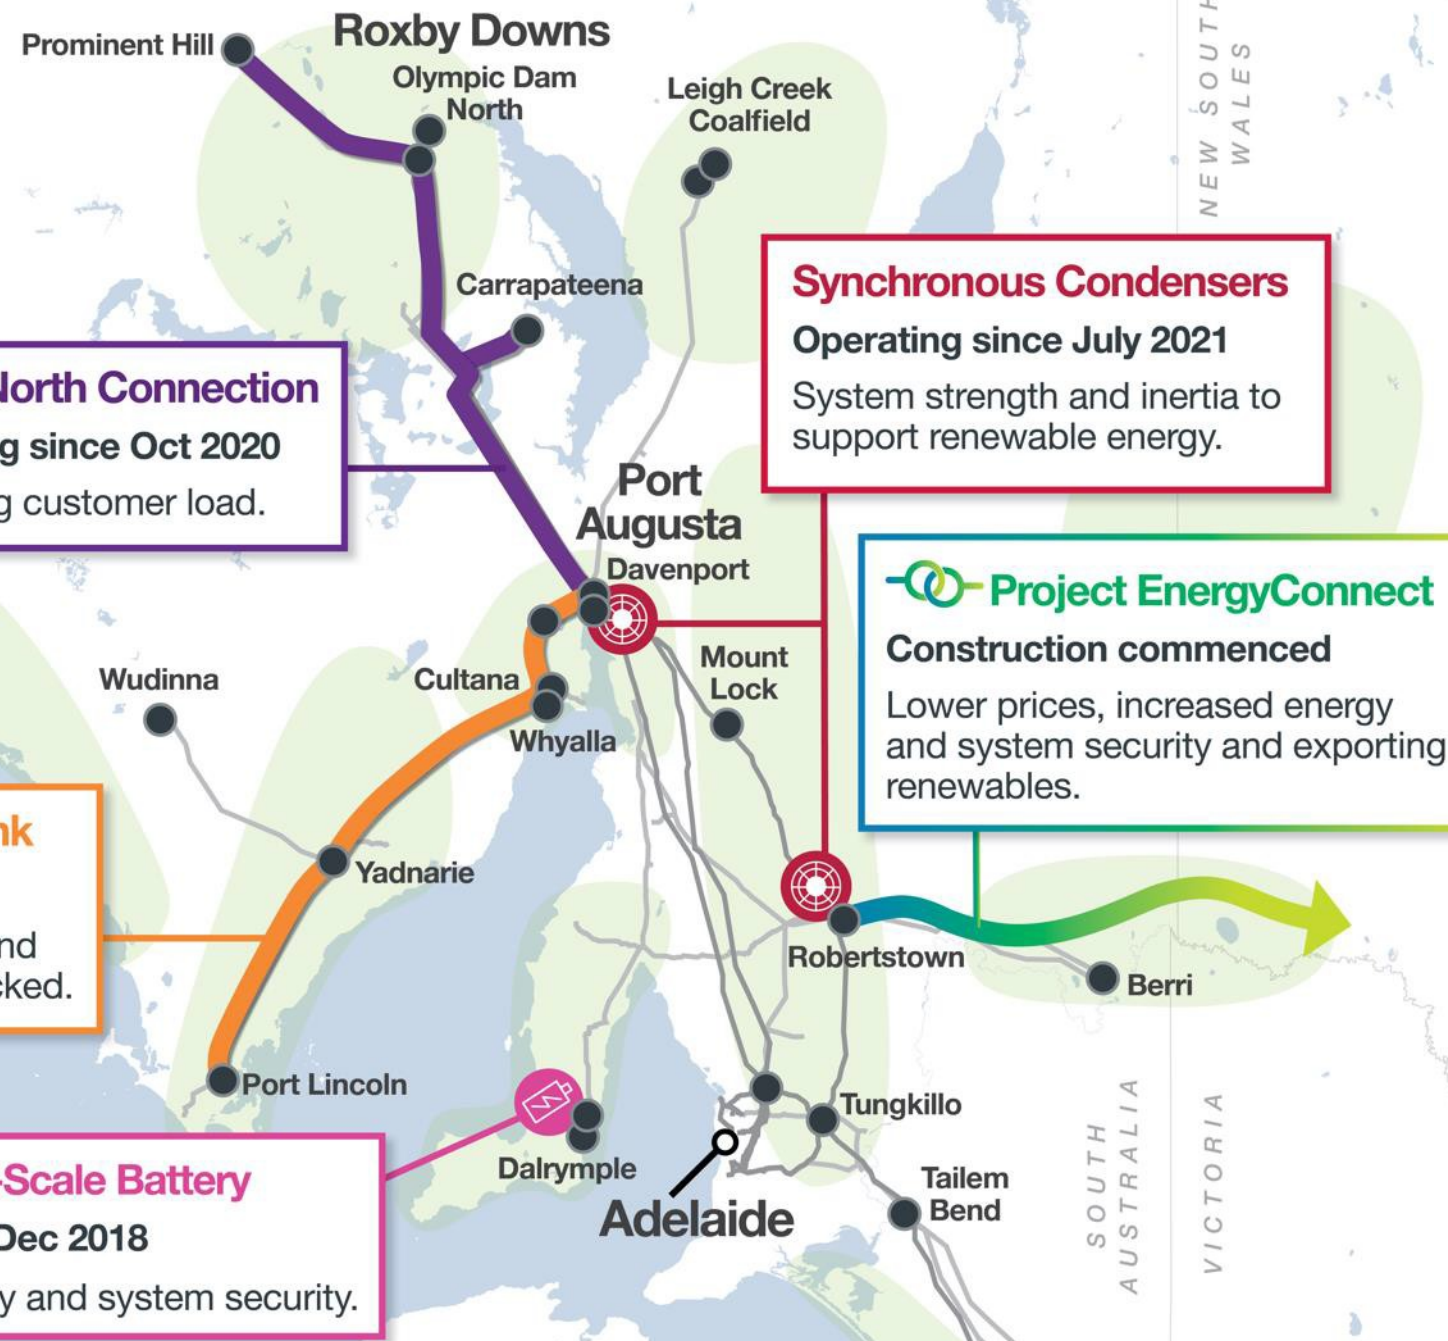 Prominent Hill
Roxby Downs
Olympic Dam
North
Leigh Creek
Coalfield
NEW SOUTH
WALES
Carrapateena
Synchronous Condensers
Operating since July 2021
System strength and inertia to
support renewable energy.
North Connection
g since Oct 2020
g customer load.
Port
Augusta
Davenport
Project EnergyConnect
Construction commenced
Lower prices, increased energy
and system security and exporting
renewables.
Wudinna
Cultana
Mount
Lock
Whyalla
nk
nd
cked.
Yadnarie
Robertstown
Berri
Port Lincoln
Tungkillo
-Scale Battery
Dec 2018
y and system security.
Dalrymple
Adelaide
Tailem
Bend
SOUTH
AUSTRALIA
VICTORIA